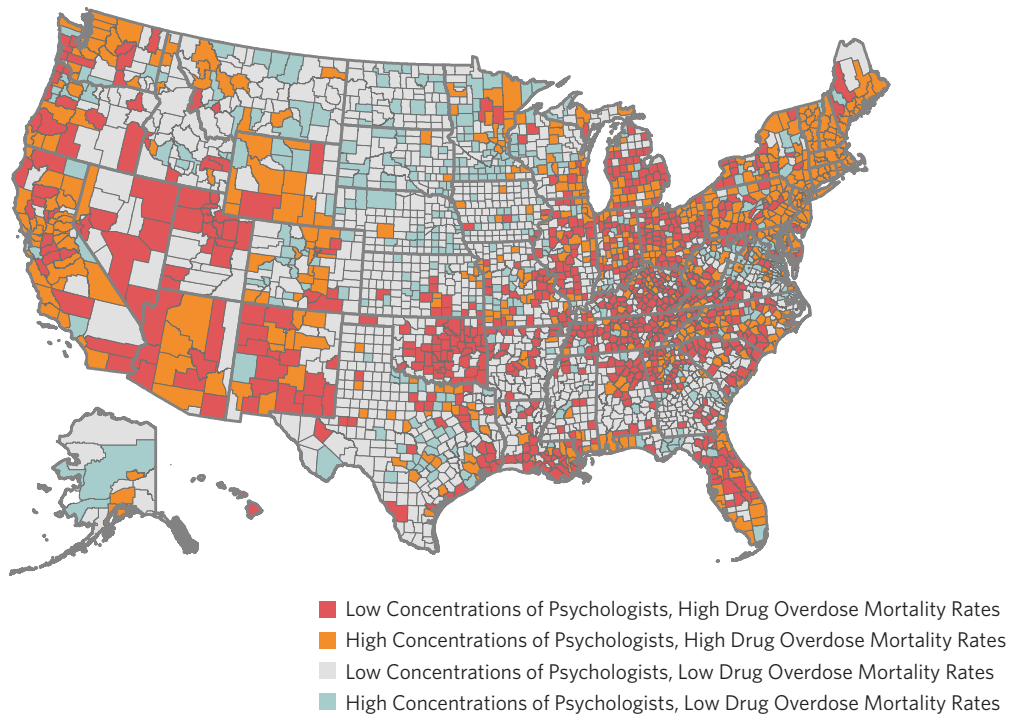 Low Concentrations of Psychologists, High Drug Overdose Mortality Rates
High Concentrations of Psychologists, High Drug Overdose Mortality Rates
Low Concentrations of Psychologists, Low Drug Overdose Mortality Rates
High Concentrations of Psychologists, Low Drug Overdose Mortality Rates